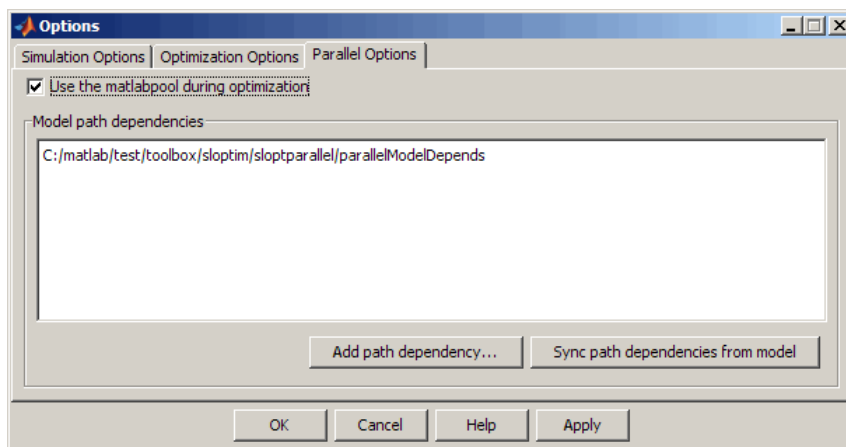 Options
Simulation Options Optimization Options Parallel Options
Use the matlabpool during optimization
Model path dependencies
C:/matlab/test/toolbox/sloptim/sloptparallel/parallelModelDepends
Add path dependency... Sync path dependencies from model
OK Cancel Help Apply